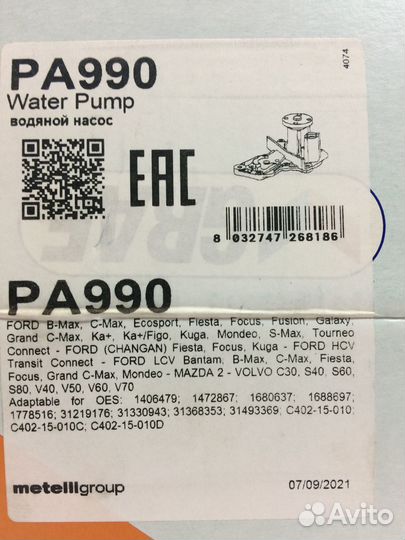 4074
PA990
Water Pump
водяной насос
EAC
GRAF
8 032747 268186
PA990
FORD B-Max, C-Max, Ecosport, Fiesta, Focus, Fusion, Galaxy,
Grand C-Max, Ka+, Ka+/Figo, Kuga, Mondeo, S-Max, Tourneo
Connect - FORD (CHANGAN) Fiesta, Focus, Kuga - FORD HCV
Transit Connect - FORD LCV Bantam, B-Max, C-Max, Fiesta,
Focus, Grand C-Max, Mondeo - MAZDA 2 - VOLVO C30, S40, S60,
S80, V40, V50, V60, V70
Adaptable for OES: 1406479; 1472867; 1680637; 1688697;
1778516; 31219176; 31330943; 31368353; 31493369; C402-15-010;
C402-15-010C; C402-15-010D
metelligroup
07/09/2021
Avito